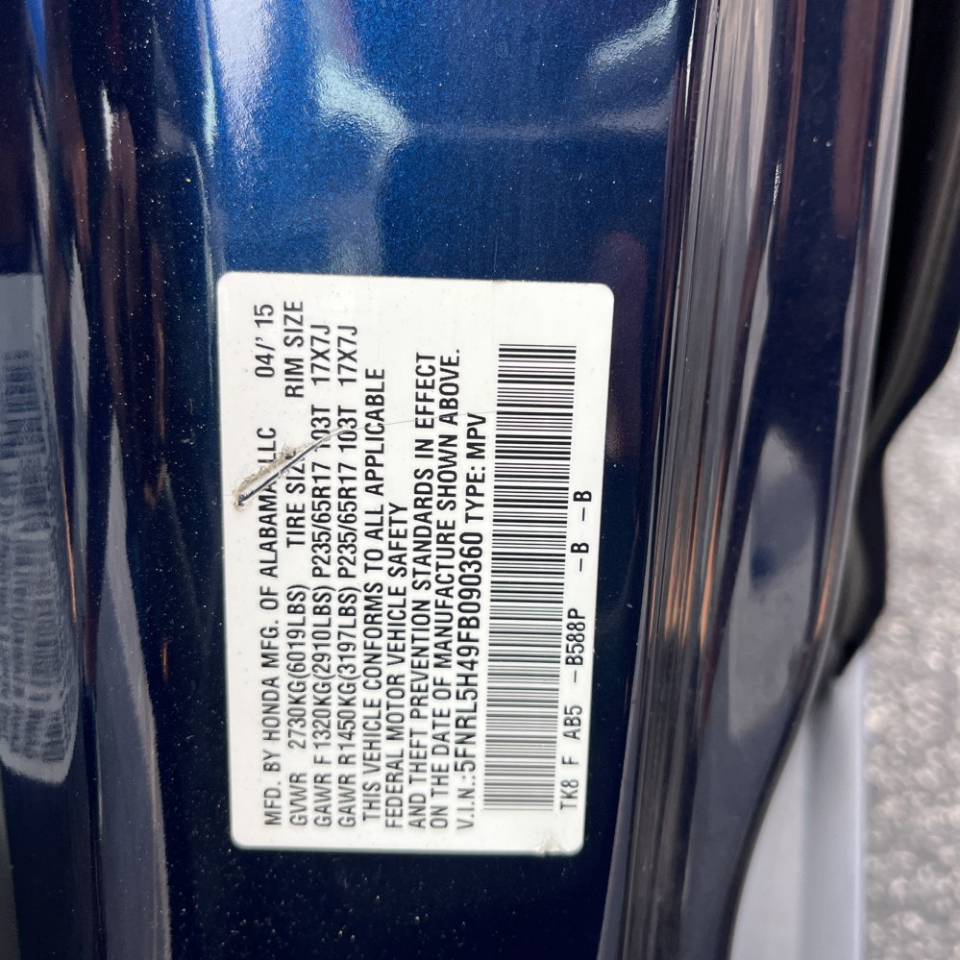 MFD. BY HONDA MFG. OF ALABAMA, LLC 04/' 15
GVWR 2730KG(6019LBS) TIRE SIZE RIM SIZE
GAWR F 1320KG(2910LBS) P235/65R17 103T 17X7J
GAWR R1450KG(3197LBS) P235/65R17 103T 17X7J
THIS VEHICLE CONFORMS TO ALL APPLICABLE
FEDERAL MOTOR VEHICLE SAFETY
AND THEFT PREVENTION STANDARDS IN EFFECT
ON THE DATE OF MANUFACTURE SHOWN ABOVE.
V.I.N.:5FNRL5H49FB090360 TYPE: MPV
TK8 F AB5 -B588P -B -B